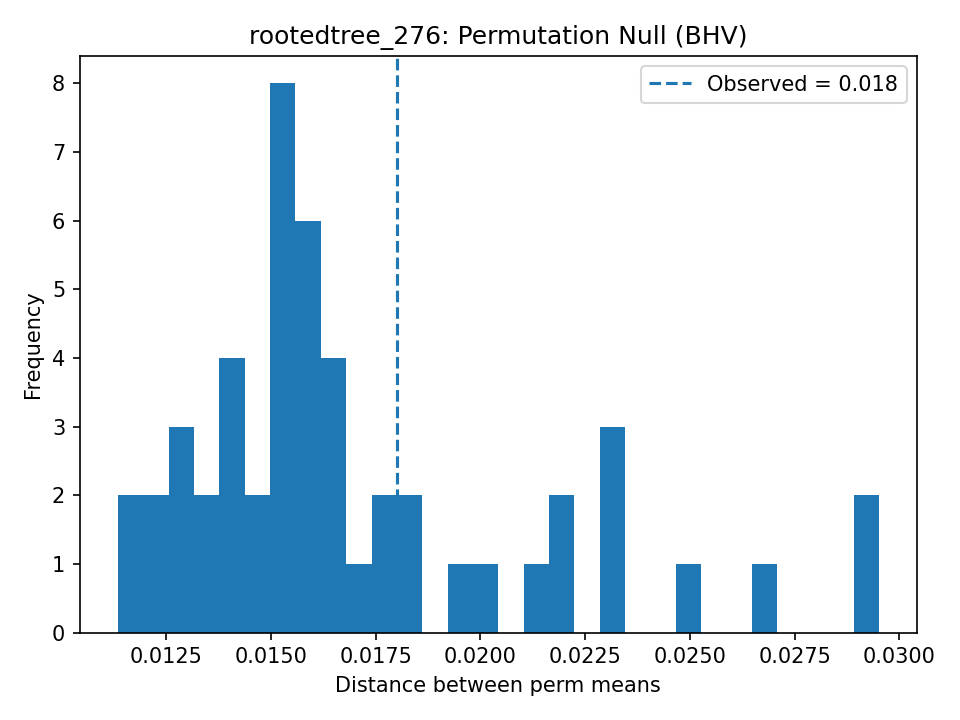 rootedtree_276: Permutation Null (BHV)
Observed = 0.018
8
7
6
5
4
3
2
1
0
Frequency
0.0125 0.0150 0.0175 0.0200 0.0225 0.0250 0.0275 0.0300
Distance between perm means